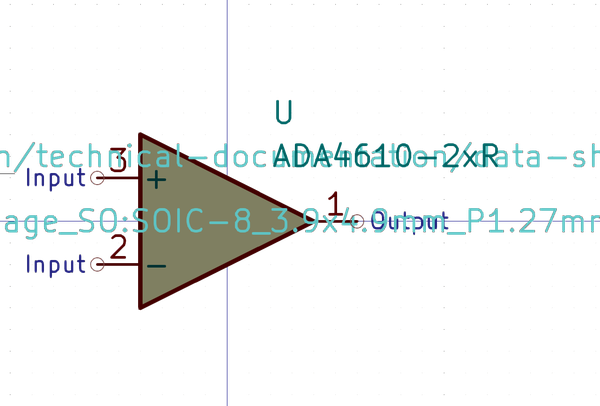 U
n/technical-documentation/data-sh
3
ADA4610-2xR
Input
+
1
age_SO:SOIC-8_3.9x4.9mm_P1.27mm
Output
2
Input
−